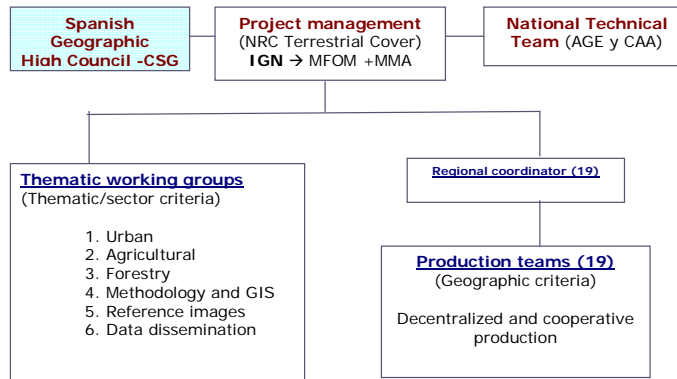 Spanish
Geographic
High Council -CSG
Project management
(NRC Terrestrial Cover)
IGN → MFOM +MMA
National Technical
Team (AGE y CAA)
Thematic working groups
(Thematic/sector criteria)
1. Urban
2. Agricultural
3. Forestry
4. Methodology and GIS
5. Reference images
6. Data dissemination
Regional coordinator (19)
Production teams (19)
(Geographic criteria)
Decentralized and cooperative
production